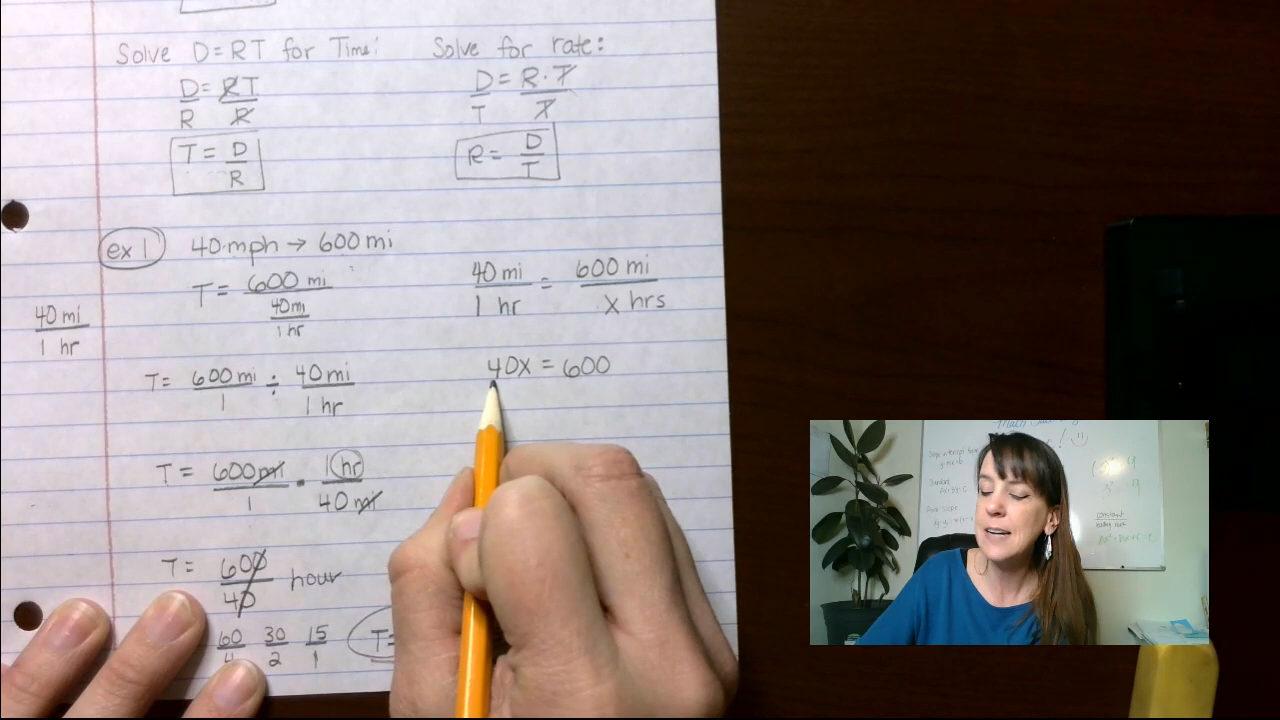 Solve D=RT for Time:
D = RT
R R
T = D
R
Solve for rate:
D = R · T
T T
R = D
T
ex 1 40 mph → 600 mi
T = 600 mi
40mi
1 hr
40 mi
1 hr
T = 600 mi ÷ 40 mi
1 1 hr
T = 600 mi · 1 hr
1 40 mi
T = 600 hour
40
60 30 15
4 2 1
T=
40 mi = 600 mi
1 hr x hrs
40x = 600